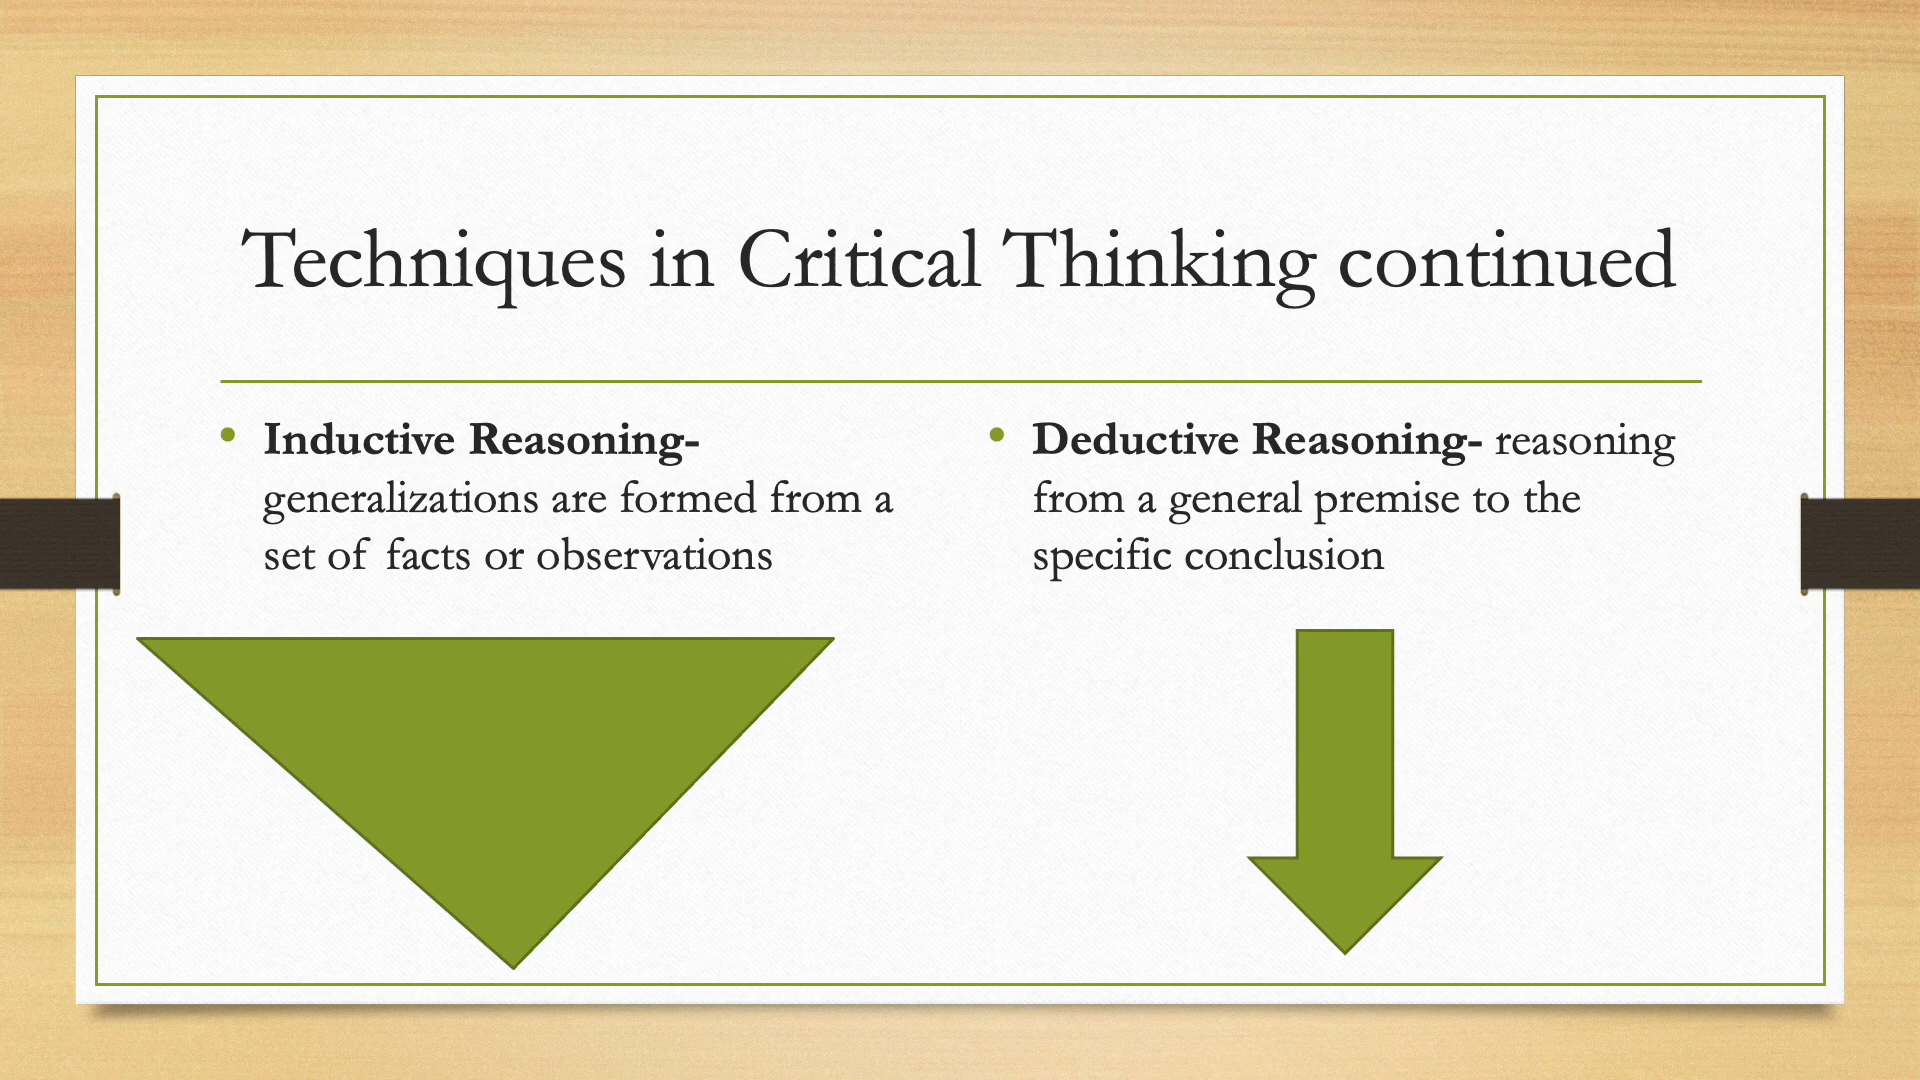 Techniques in Critical Thinking continued
• Inductive Reasoning-
generalizations are formed from a
set of facts or observations
• Deductive Reasoning- reasoning
from a general premise to the
specific conclusion